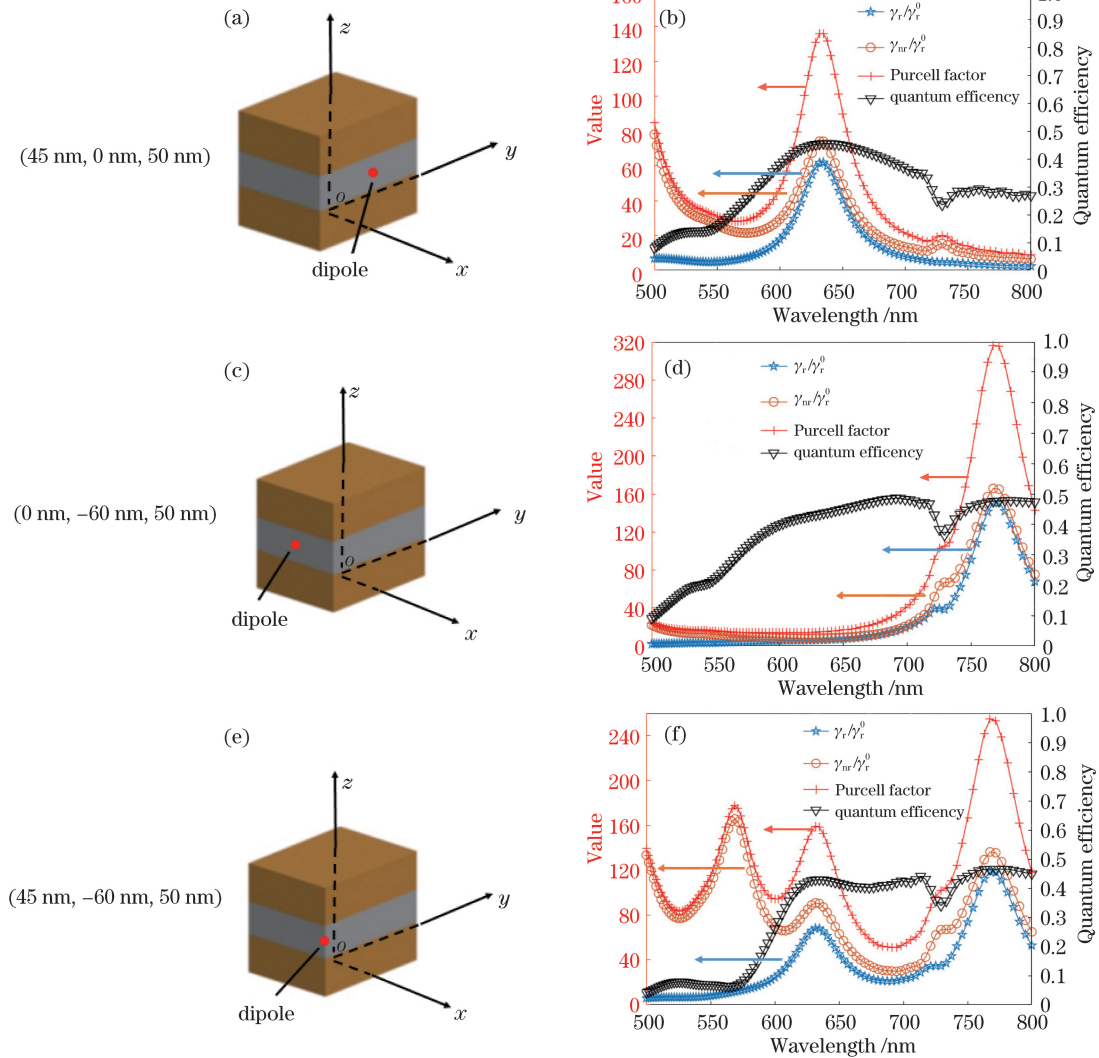 (a)
z
(45 nm, 0 nm, 50 nm)
y
o
x
dipole
(b)
γr/γr0
γnr/γr0
Purcell factor
quantum efficency
Value
160
140
120
100
80
60
40
20
0
500 550 600 650 700 750 800
Wavelength /nm
1.0
0.9
0.8
0.7
0.6
0.5
0.4
0.3
0.2
0.1
0
Quantum efficiency
(c)
z
(0 nm, −60 nm, 50 nm)
y
o
x
dipole
(d)
γr/γr0
γnr/γr0
Purcell factor
quantum efficency
Value
320
280
240
200
160
120
80
40
0
500 550 600 650 700 750 800
Wavelength /nm
1.0
0.9
0.8
0.7
0.6
0.5
0.4
0.3
0.2
0.1
0
Quantum efficiency
(e)
z
(45 nm, −60 nm, 50 nm)
y
o
x
dipole
(f)
γr/γr0
γnr/γr0
Purcell factor
quantum efficency
Value
240
200
160
120
80
40
0
500 550 600 650 700 750 800
Wavelength /nm
1.0
0.9
0.8
0.7
0.6
0.5
0.4
0.3
0.2
0.1
0
Quantum efficiency